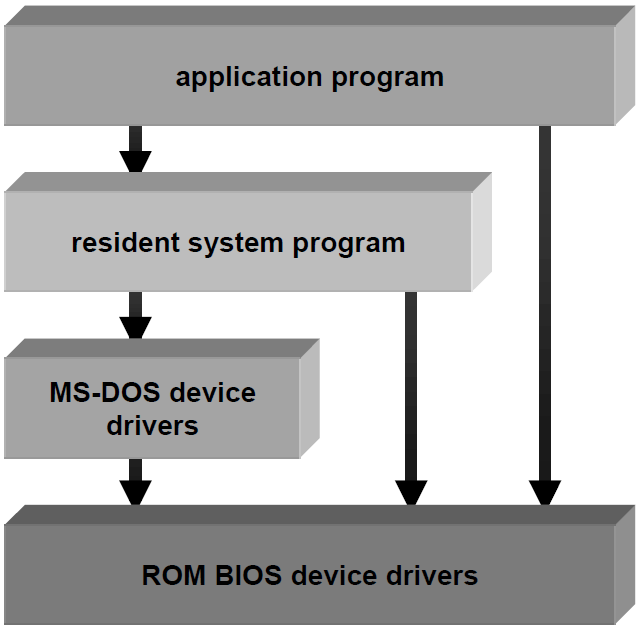 application program
resident system program
MS-DOS device
drivers
ROM BIOS device drivers